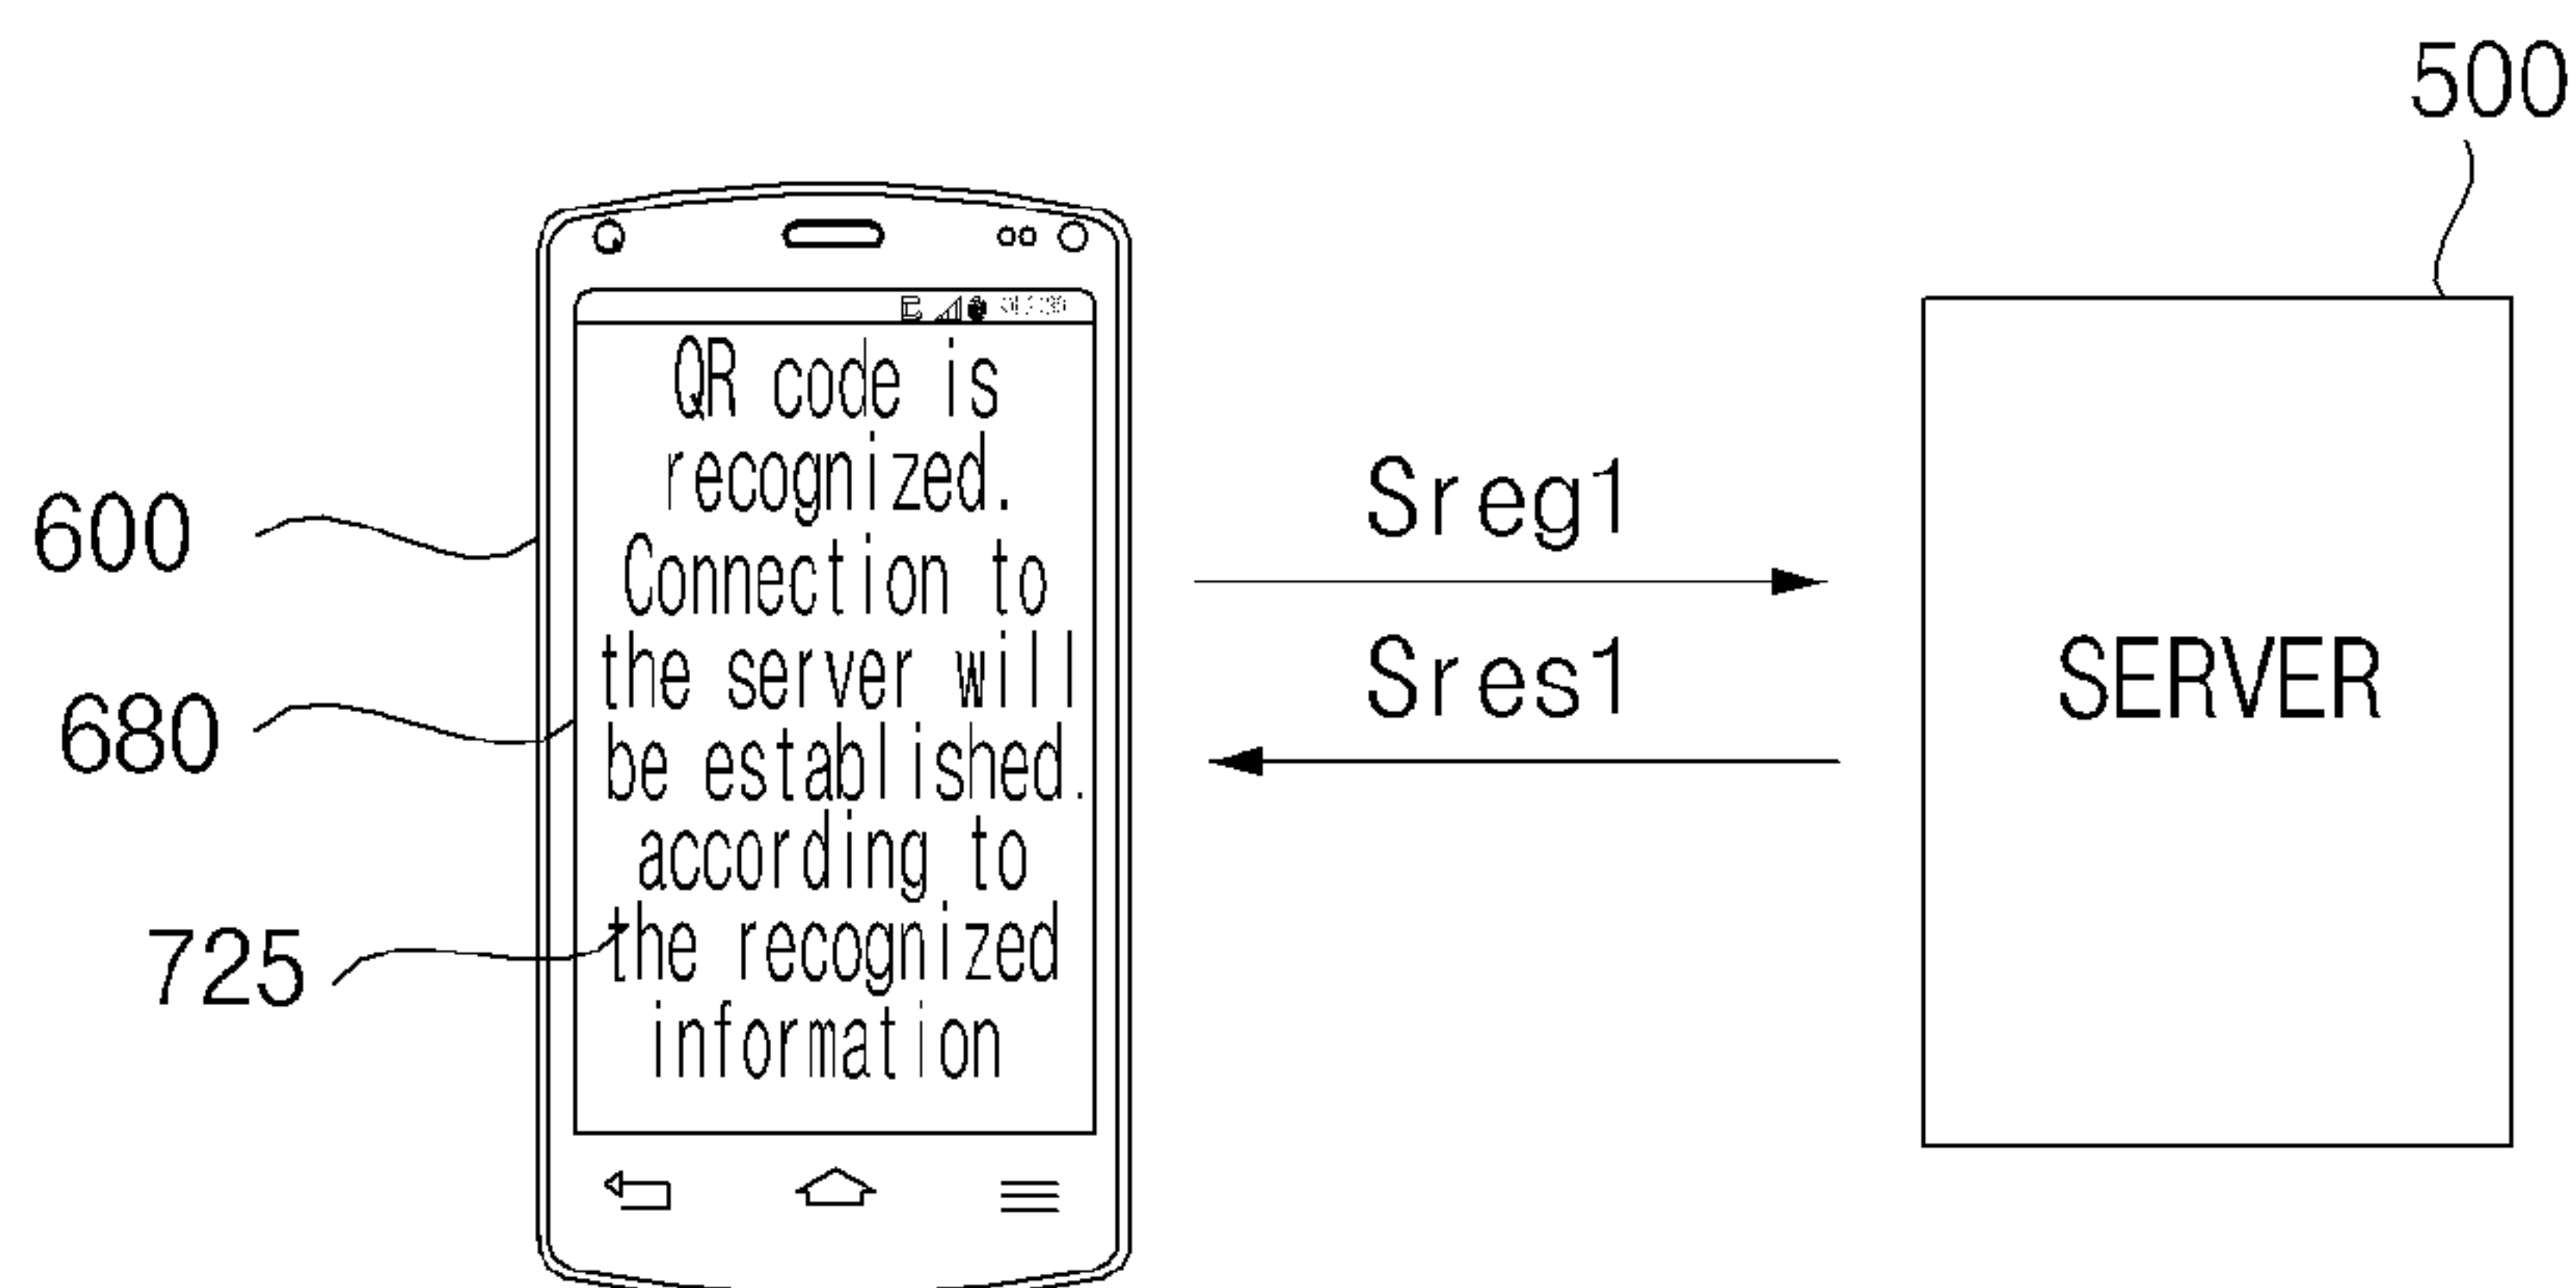 500
QR code is
recognized.
Connection to
the server will
be established.
according to
the recognized
information
600
680
725
Sreg1
Sres1
SERVER